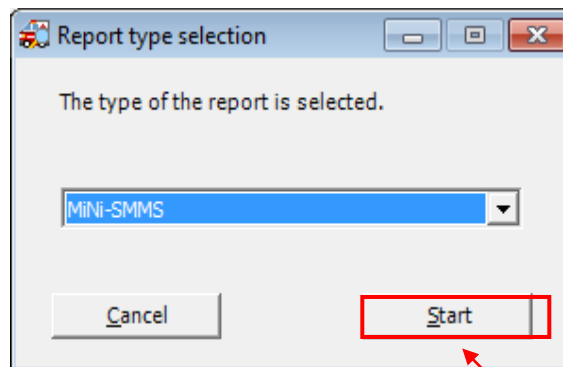 Report type selection
The type of the report is selected.
MiNi-SMMS
Cancel
Start